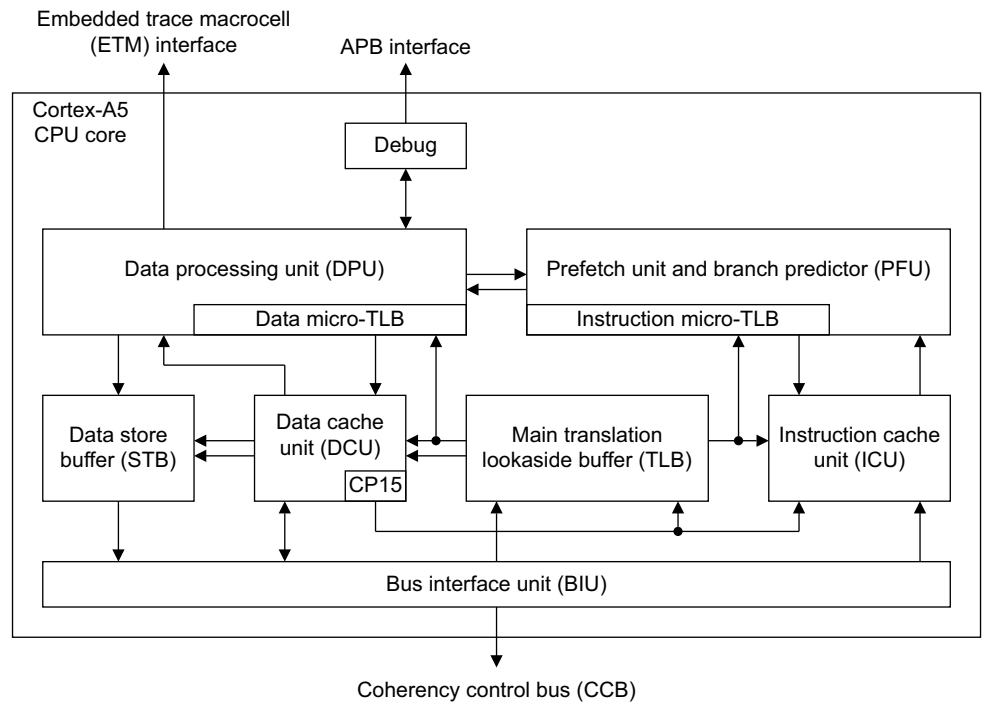 Embedded trace macrocell
(ETM) interface
APB interface
Cortex-A5
CPU core
Debug
Data processing unit (DPU)
Prefetch unit and branch predictor (PFU)
Data micro-TLB
Instruction micro-TLB
Data store
buffer (STB)
Data cache
unit (DCU)
CP15
Main translation
lookaside buffer (TLB)
Instruction cache
unit (ICU)
Bus interface unit (BIU)
Coherency control bus (CCB)